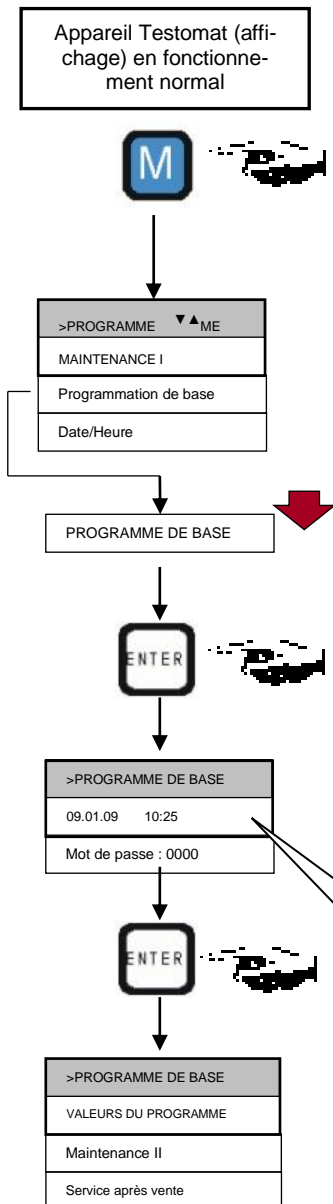 Appareil Testomat (affi-
chage) en fonctionne-
ment normal
M
>PROGRAMME ▼▲ME
MAINTENANCE I
Programmation de base
Date/Heure
PROGRAMME DE BASE
ENTER
>PROGRAMME DE BASE
09.01.09 10:25
Mot de passe : 0000
ENTER
>PROGRAMME DE BASE
VALEURS DU PROGRAMME
Maintenance II
Service après vente